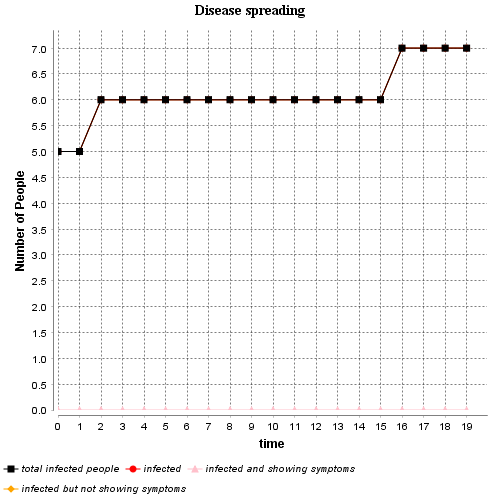 Disease spreading
7.0
6.5
6.0
5.5
5.0
4.5
4.0
3.5
3.0
2.5
2.0
1.5
1.0
0.5
0.0
Number of People
0 1 2 3 4 5 6 7 8 9 10 11 12 13 14 15 16 17 18 19
time
total infected people infected infected and showing symptoms
infected but not showing symptoms